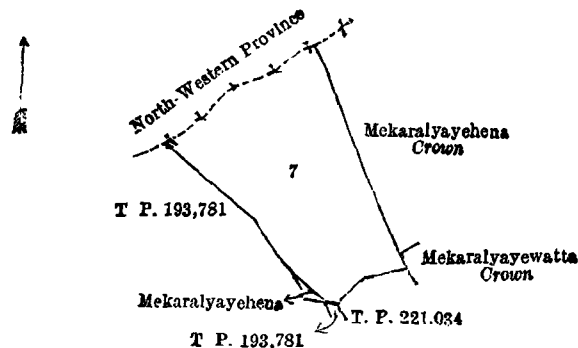 North-Western Province
Mekaralyayehena
Crown
7
T P. 193,781
Mekaralyayewatta
Crown
Mekaralyayehena
T. P. 221.034
T P. 193,781